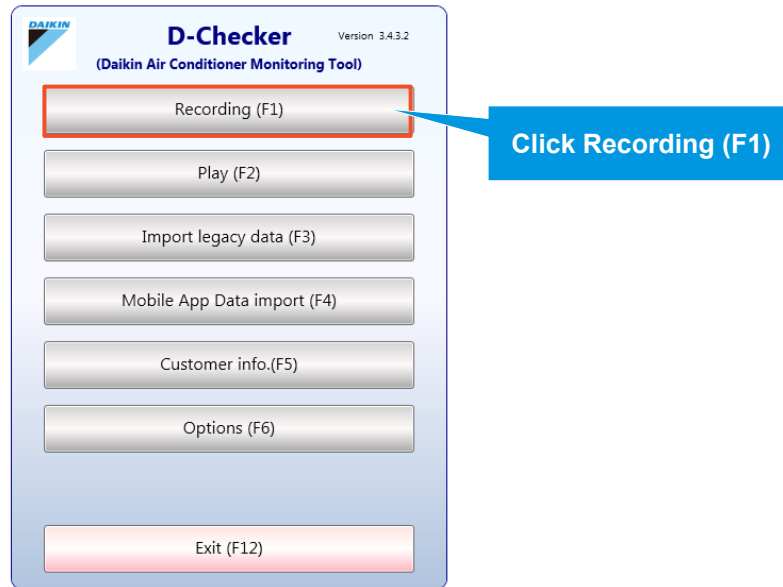 DAIKIN
D-Checker Version 3.4.3.2
(Daikin Air Conditioner Monitoring Tool)
Recording (F1)
Click Recording (F1)
Play (F2)
Import legacy data (F3)
Mobile App Data import (F4)
Customer info.(F5)
Options (F6)
Exit (F12)